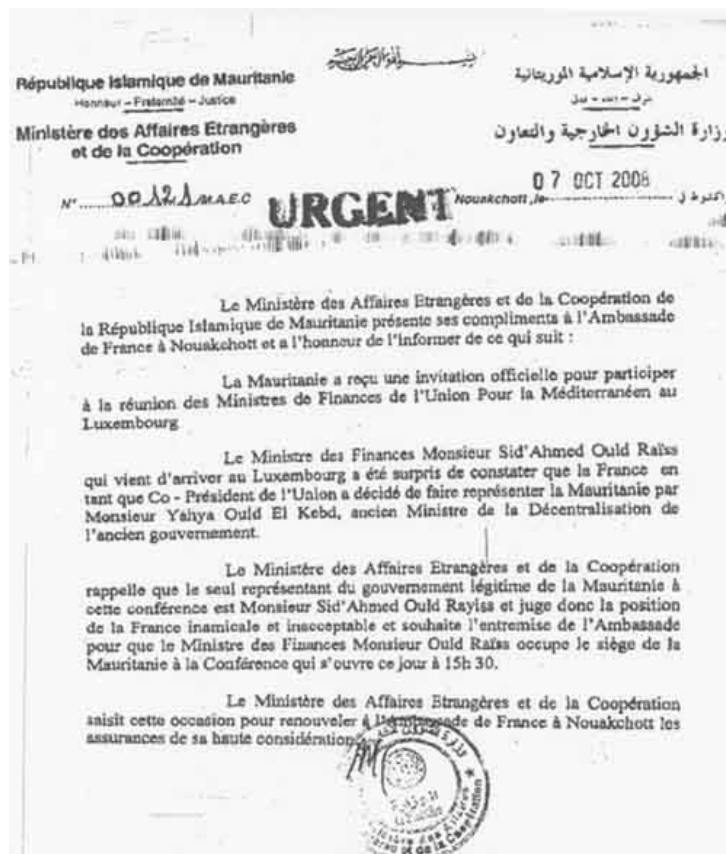 République Islamique de Mauritanie
Honneur – Fraternité – Justice
Ministère des Affaires Etrangères
et de la Coopération
الجمهورية الإسلامية الموريتانية
شرف – إخاء – عدل
وزارة الشؤون الخارجية والتعاون
N° 00121 M.A.E.C
URGENT
Nouakchott, le 07 OCT 2008
Le Ministère des Affaires Etrangères et de la Coopération de
la République Islamique de Mauritanie présente ses compliments à l'Ambassade
de France à Nouakchott et a l'honneur de l'informer de ce qui suit :
La Mauritanie a reçu une invitation officielle pour participer
à la réunion des Ministres de Finances de l'Union Pour la Méditerranéen au
Luxembourg
Le Ministre des Finances Monsieur Sid'Ahmed Ould Raïss
qui vient d'arriver au Luxembourg a été surpris de constater que la France en
tant que Co - Président de l'Union a décidé de faire représenter la Mauritanie par
Monsieur Yahya Ould El Kebd, ancien Ministre de la Décentralisation de
l'ancien gouvernement.
Le Ministère des Affaires Etrangères et de la Coopération
rappelle que le seul représentant du gouvernement légitime de la Mauritanie à
cette conférence est Monsieur Sid'Ahmed Ould Rayiss et juge donc la position
de la France inamicale et inacceptable et souhaite l'entremise de l'Ambassade
pour que le Ministre des Finances Monsieur Ould Raïss occupe le siège de la
Mauritanie à la Conférence qui s'ouvre ce jour à 15h 30.
Le Ministère des Affaires Etrangères et de la Coopération
saisit cette occasion pour renouveler à l'Ambassade de France à Nouakchott les
assurances de sa haute considération